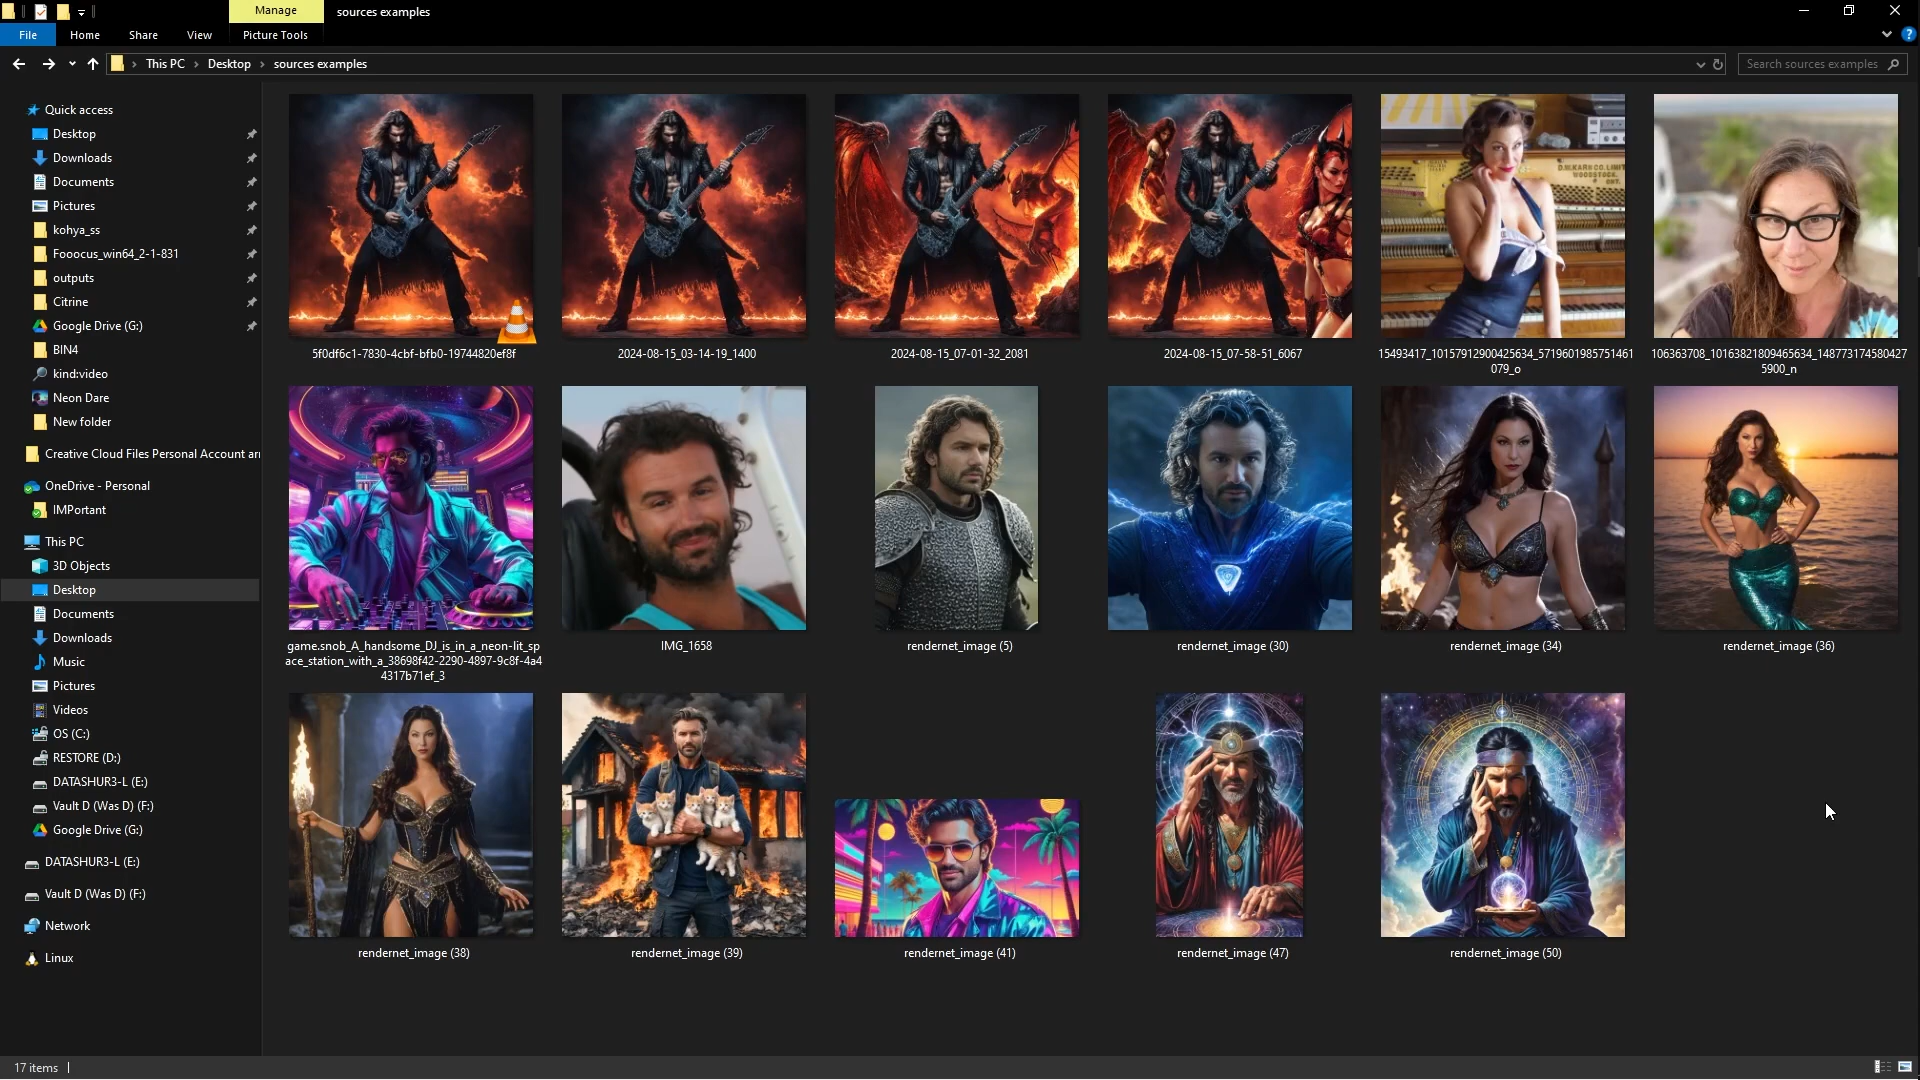 Manage
sources examples
File
Home
Share
View
Picture Tools
This PC
Desktop
sources examples
Search sources examples
Quick access
Desktop
Downloads
Documents
Pictures
kohya_ss
Fooocus_win64_2-1-831
outputs
Citrine
Google Drive (G:)
BIN4
kind:video
Neon Dare
New folder
Creative Cloud Files Personal Account arı
OneDrive - Personal
IMPortant
This PC
3D Objects
Desktop
Documents
Downloads
Music
Pictures
Videos
OS (C:)
RESTORE (D:)
DATASHUR3-L (E:)
Vault D (Was D) (F:)
Google Drive (G:)
DATASHUR3-L (E:)
Vault D (Was D) (F:)
Network
Linux
D.W.KARN CO. LIMITED
WOODSTOCK.
ONT.
5f0df6c1-7830-4cbf-bfb0-19744820ef8f
2024-08-15_03-14-19_1400
2024-08-15_07-01-32_2081
2024-08-15_07-58-51_6067
15493417_10157912900425634_5719601985751461
079_o
106363708_10163821809465634_148773174580427
5900_n
game.snob_A_handsome_DJ_is_in_a_neon-lit_sp
ace_station_with_a_38698f42-2290-4897-9c8f-4a4
4317b71ef_3
IMG_1658
rendernet_image (5)
rendernet_image (30)
rendernet_image (34)
rendernet_image (36)
rendernet_image (38)
rendernet_image (39)
rendernet_image (41)
rendernet_image (47)
rendernet_image (50)
17 items